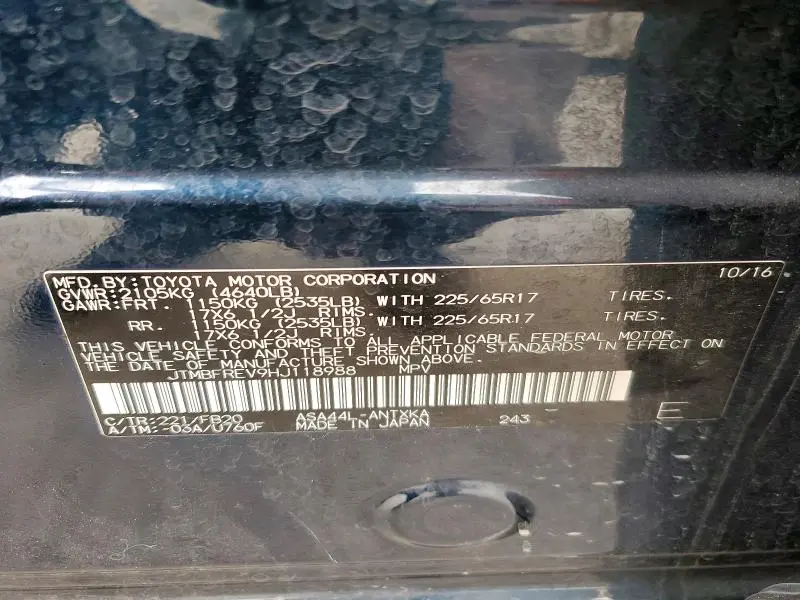 MFD. BY: TOYOTA MOTOR CORPORATION 10/16
GVWR: 2105KG (4640LB)
GAWR: FRT. 1150KG (2535LB) WITH 225/65R17 TIRES.
17X6 1/2J RIMS.
RR. 1150KG (2535LB) WITH 225/65R17 TIRES.
17X6 1/2J RIMS.
THIS VEHICLE CONFORMS TO ALL APPLICABLE FEDERAL MOTOR
VEHICLE SAFETY AND THEFT PREVENTION STANDARDS IN EFFECT ON
THE DATE OF MANUFACTURE SHOWN ABOVE.
JTMBFREV9HJ118988 MPV
C/TR: 221/FB20 ASA44L-ANTXKA 243 E
A/TM: -03A/U760F MADE IN JAPAN